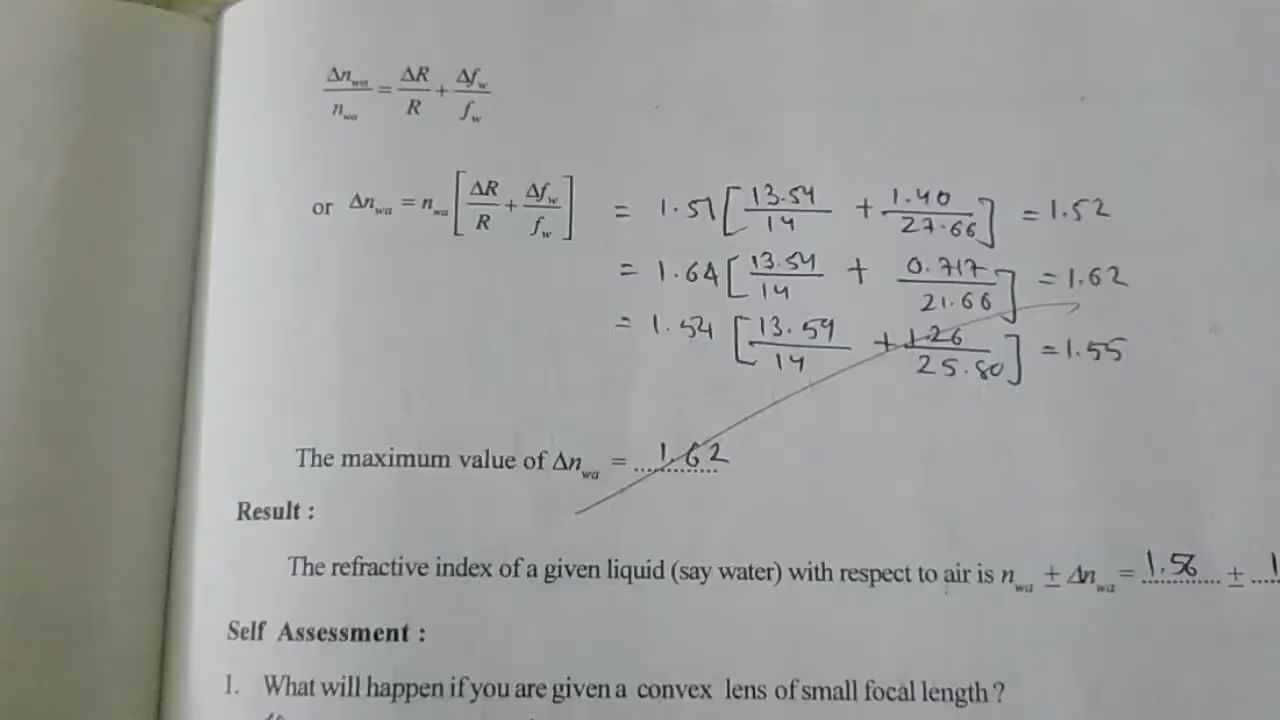 Δn_wa / n_wa = ΔR / R + Δf_w / f_w
or Δn_wa = n_wa [ΔR / R + Δf_w / f_w] = 1.51 [13.54 / 14 + 1.40 / 27.66] = 1.52
= 1.64 [13.54 / 14 + 0.717 / 21.66] = 1.62
= 1.54 [13.54 / 14 + 1.26 / 25.80] = 1.55
The maximum value of Δn_wa = 1.62
Result :
The refractive index of a given liquid (say water) with respect to air is n_wa ± Δn_wa = 1.56 ± 1
Self Assessment :
1. What will happen if you are given a convex lens of small focal length ?